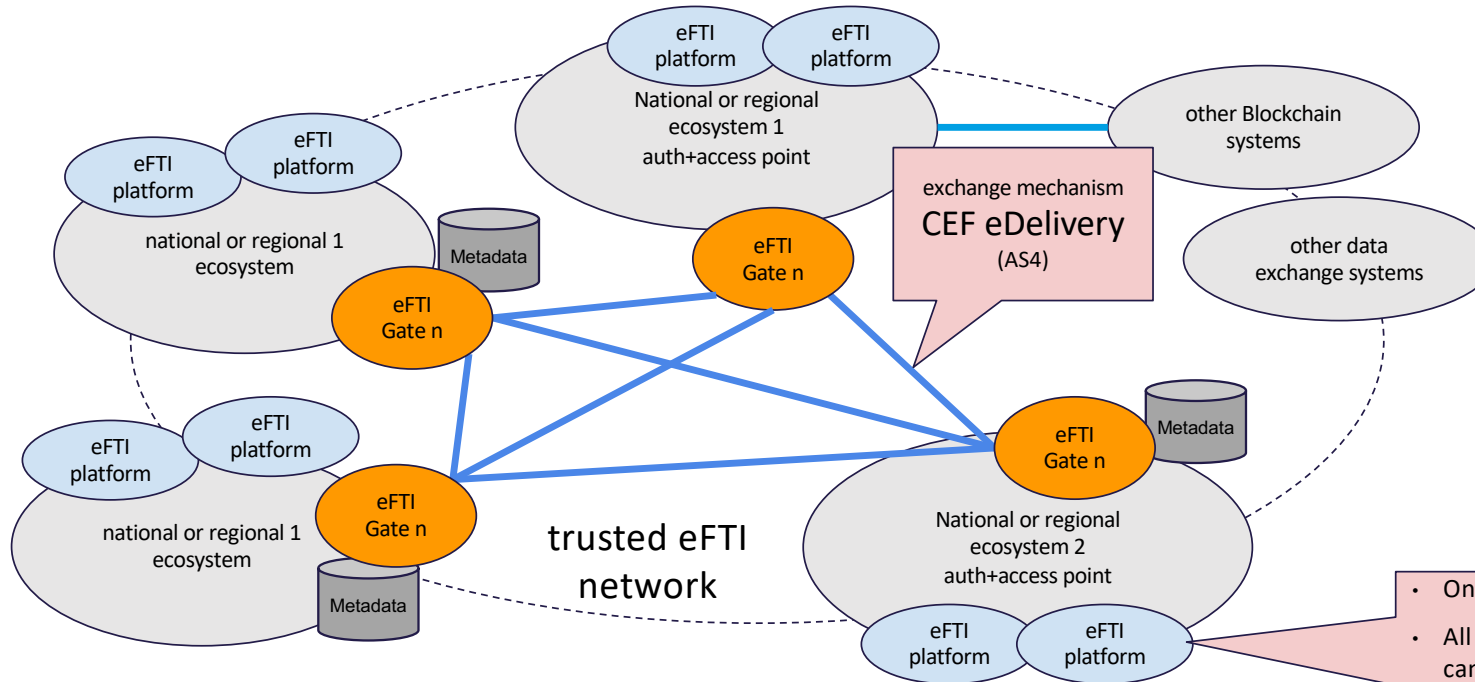 eFTI
platform
eFTI
platform
National or regional
ecosystem 1
auth+access point
other Blockchain
systems
eFTI
platform
eFTI
platform
exchange mechanism
CEF eDelivery
(AS4)
national or regional 1
ecosystem
Metadata
eFTI
Gate n
other data
exchange systems
eFTI
Gate n
eFTI
platform
eFTI
platform
eFTI
Gate n
Metadata
national or regional 1
ecosystem
eFTI
Gate n
Metadata
trusted eFTI
network
National or regional
ecosystem 2
auth+access point
eFTI
platform
eFTI
platform
• On
• All
can